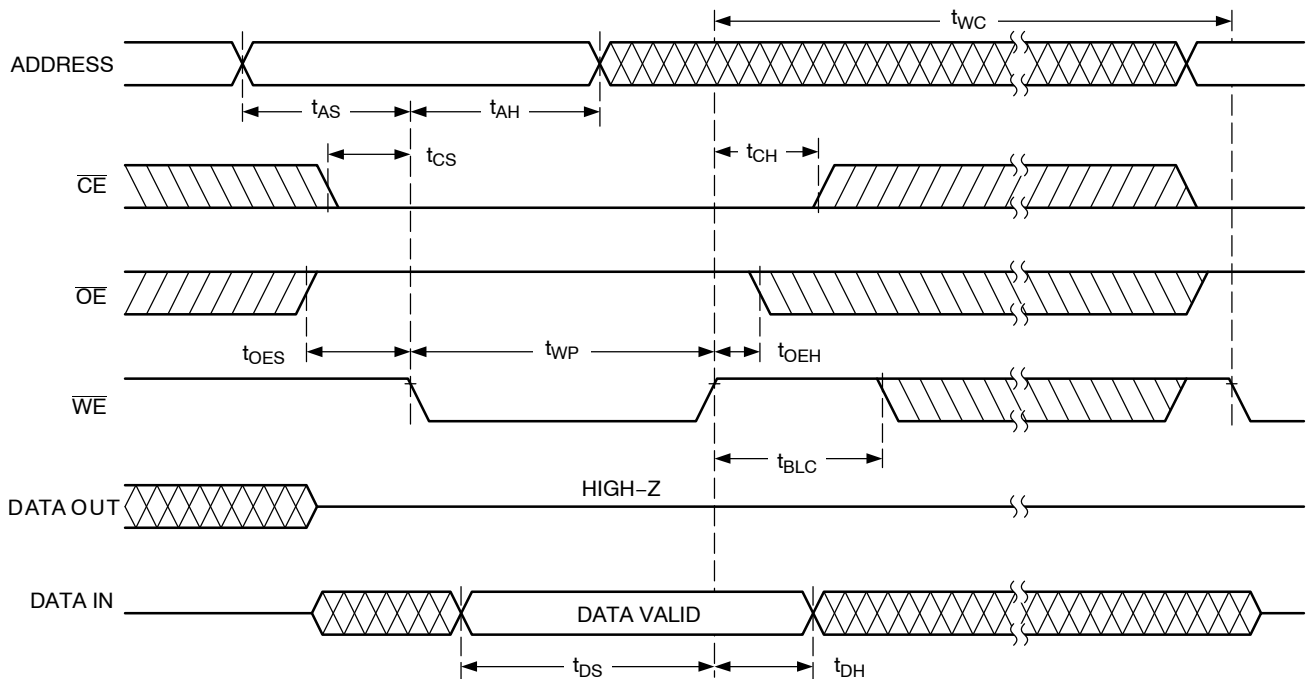 tWC
ADDRESS
tAS
tAH
tCS
tCH
CE
OE
tOES
tWP
tOEH
WE
tBLC
HIGH−Z
DATA OUT
DATA IN
DATA VALID
tDS
tDH